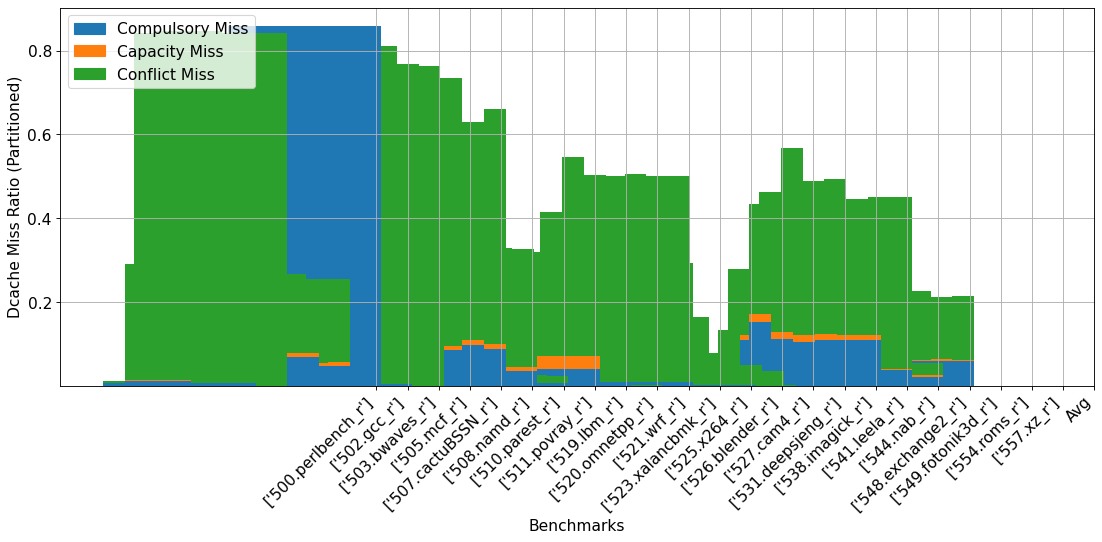 Compulsory Miss
Capacity Miss
Conflict Miss
Dcache Miss Ratio (Partitioned)
0.8
0.6
0.4
0.2
['500.perlbench_r']
['502.gcc_r']
['503.bwaves_r']
['505.mcf_r']
['507.cactuBSSN_r']
['508.namd_r']
['510.parest_r']
['511.povray_r']
['519.lbm_r']
['520.omnetpp_r']
['521.wrf_r']
['523.xalancbmk_r']
['525.x264_r']
['526.blender_r']
['527.cam4_r']
['531.deepsjeng_r']
['538.imagick_r']
['541.leela_r']
['544.nab_r']
['548.exchange2_r']
['549.fotonik3d_r']
['554.roms_r']
['557.xz_r']
Avg
Benchmarks